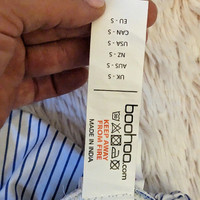 EU - S
CAN - S
USA - S
NZ - S
AUS - S
UK - S
boohoo.com
KEEP AWAY
FROM FIRE
MADE IN
INDIA